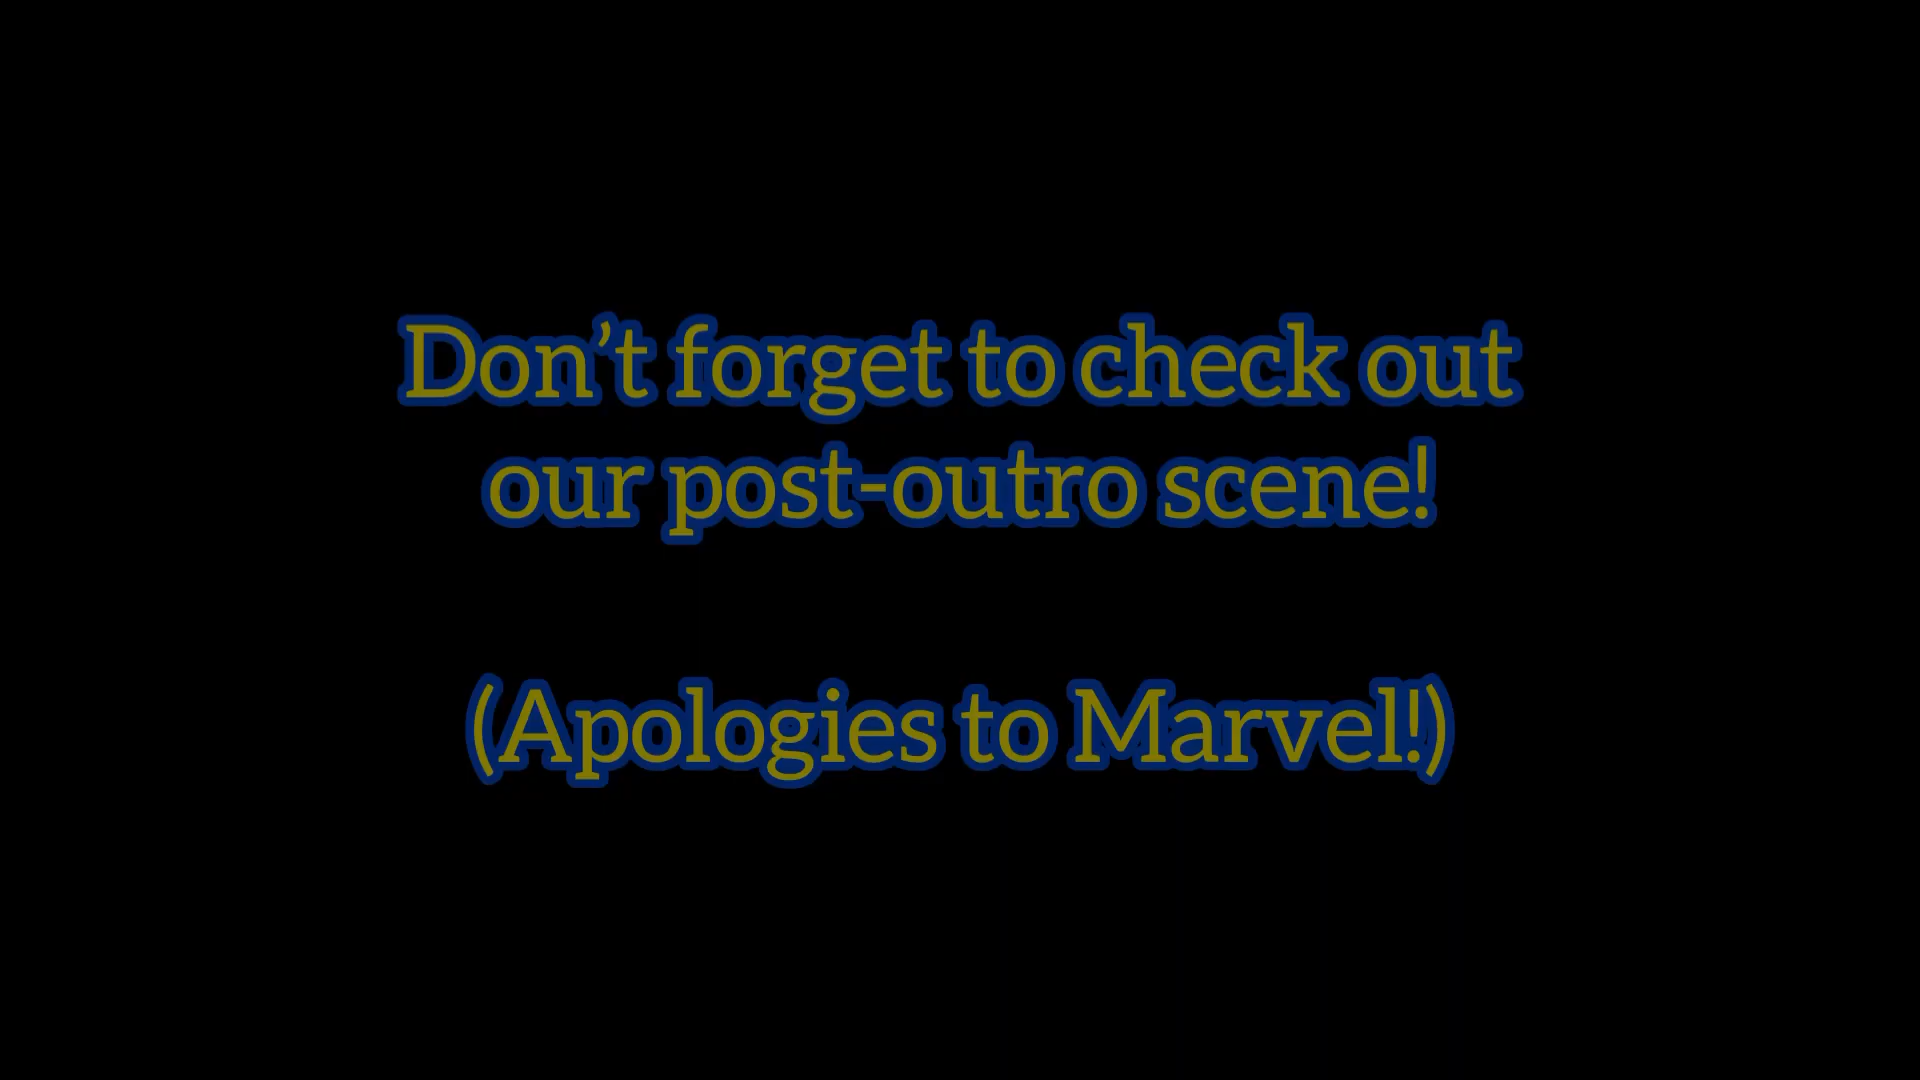 Don’t forget to check out
our post-outro scene!
(Apologies to Marvel!)